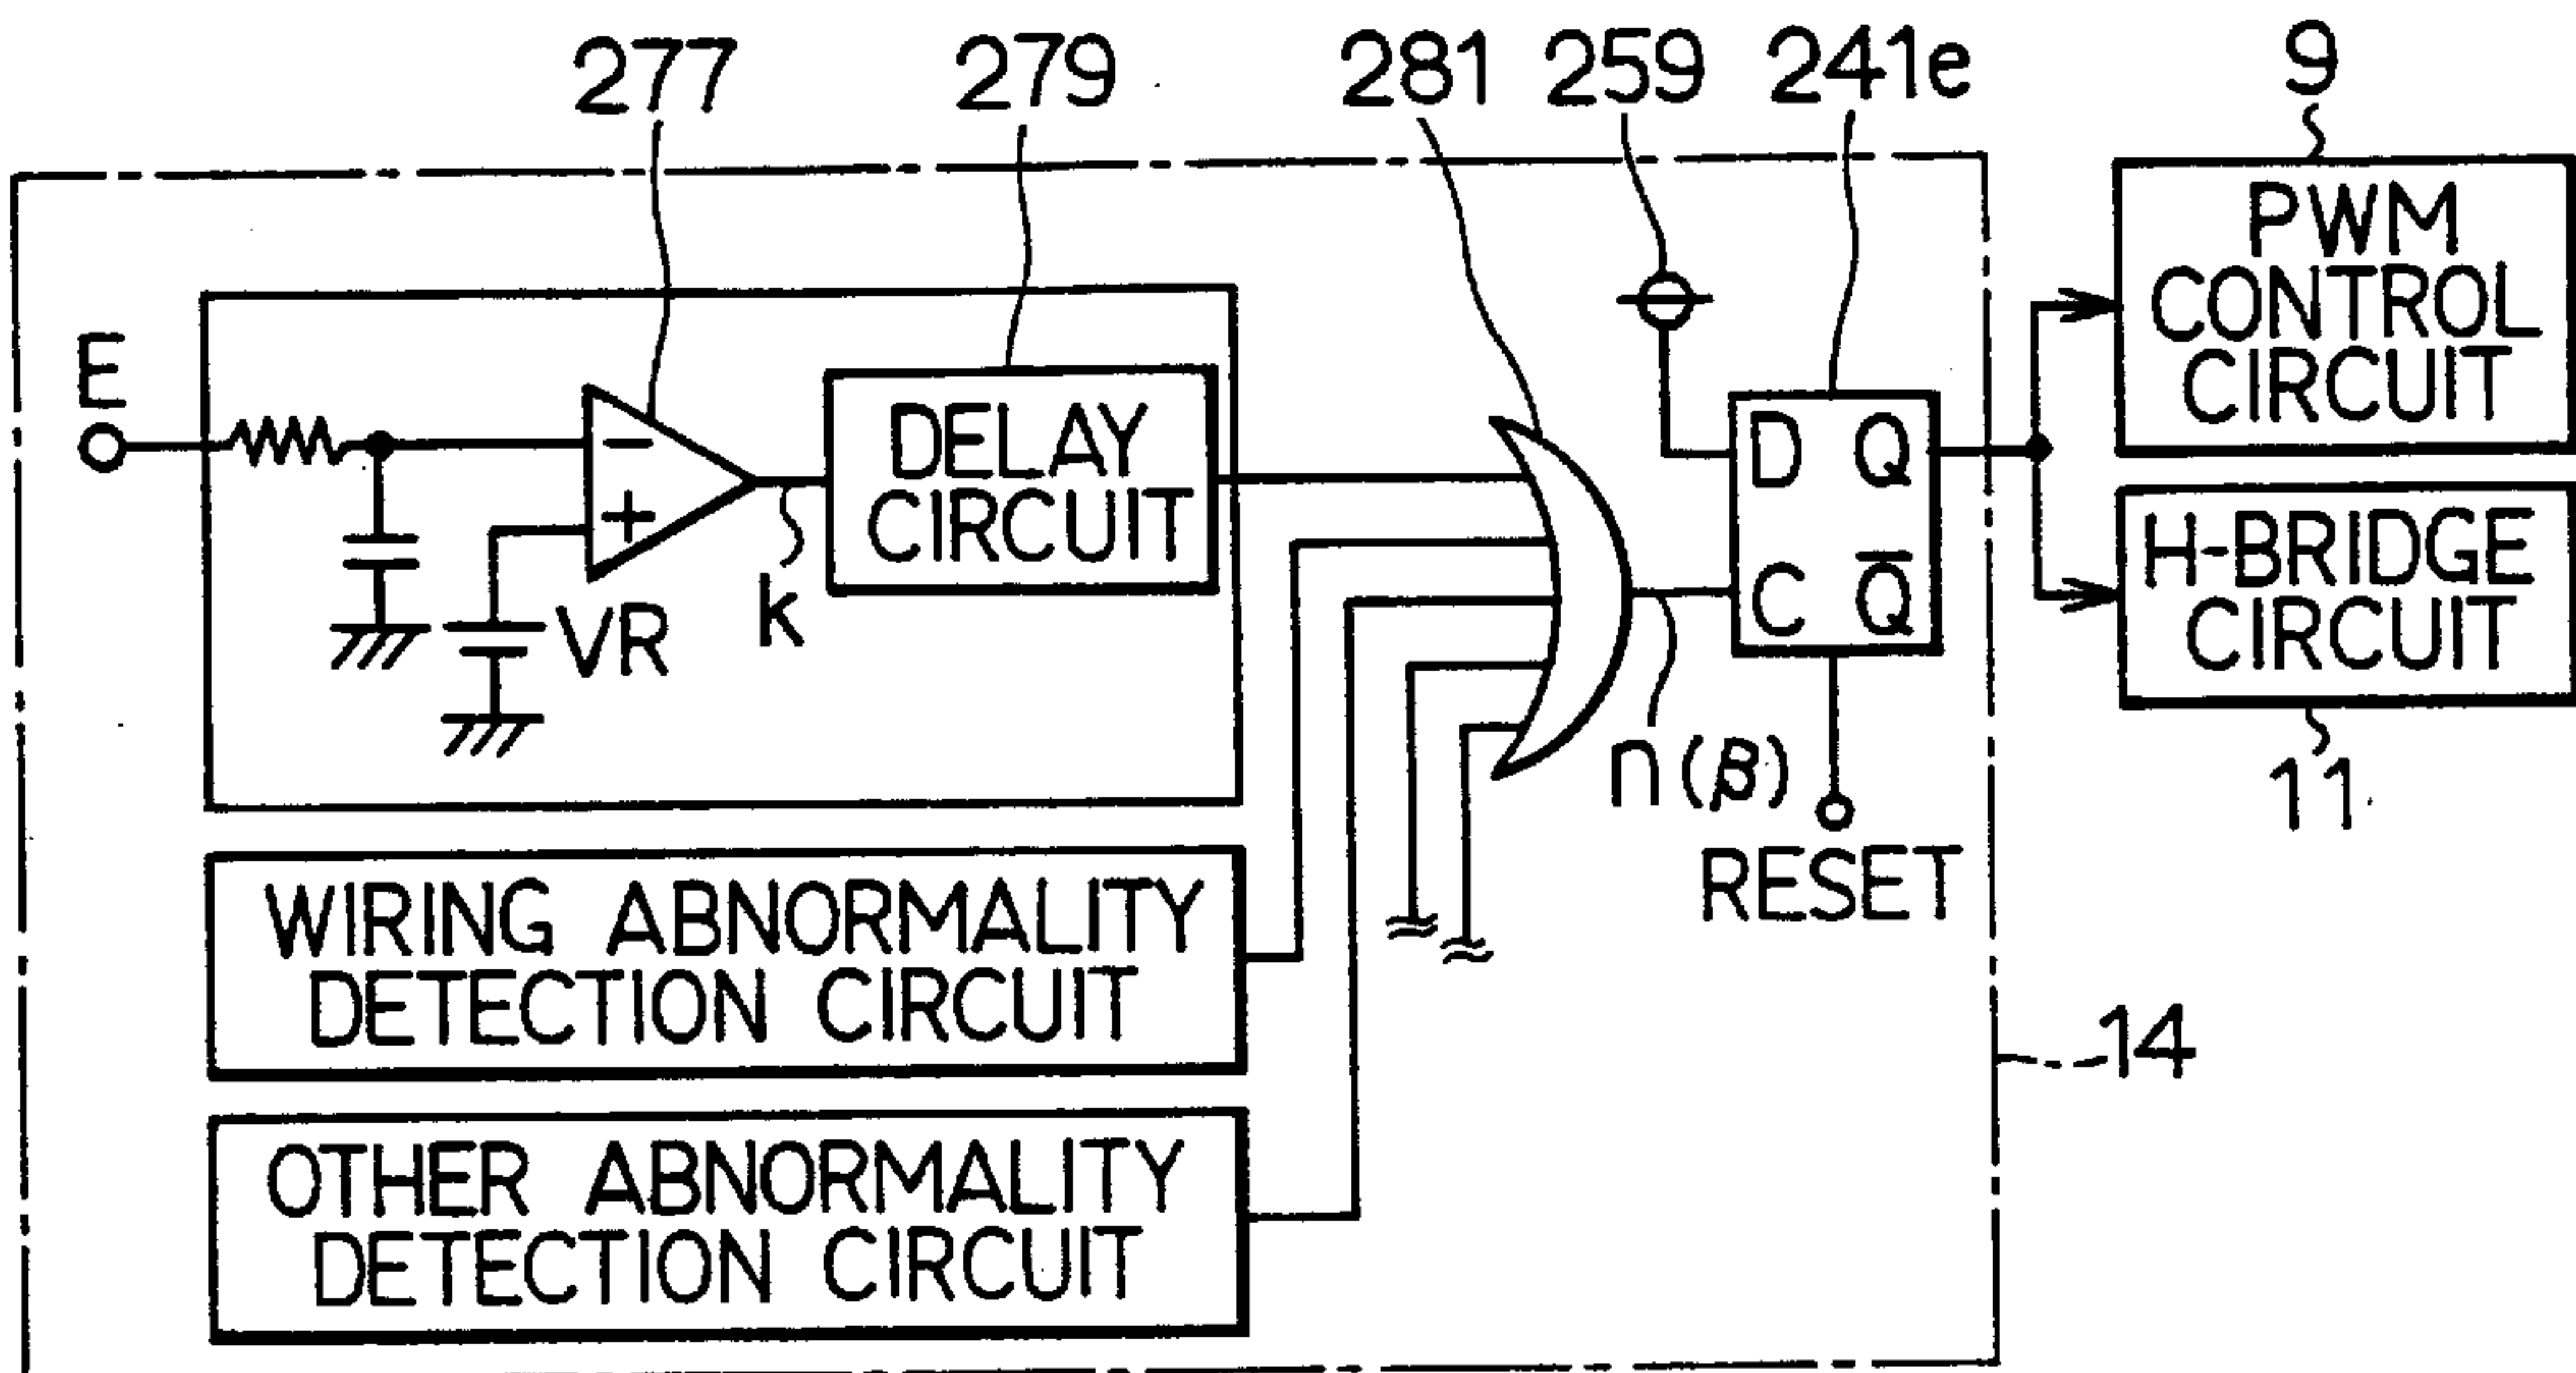 277
279
281
259
241e
9
PWM
CONTROL
CIRCUIT
E
−
+
DELAY
CIRCUIT
D Q
C Q̅
H-BRIDGE
CIRCUIT
VR
k
n(β)
RESET
11
WIRING ABNORMALITY
DETECTION CIRCUIT
14
OTHER ABNORMALITY
DETECTION CIRCUIT